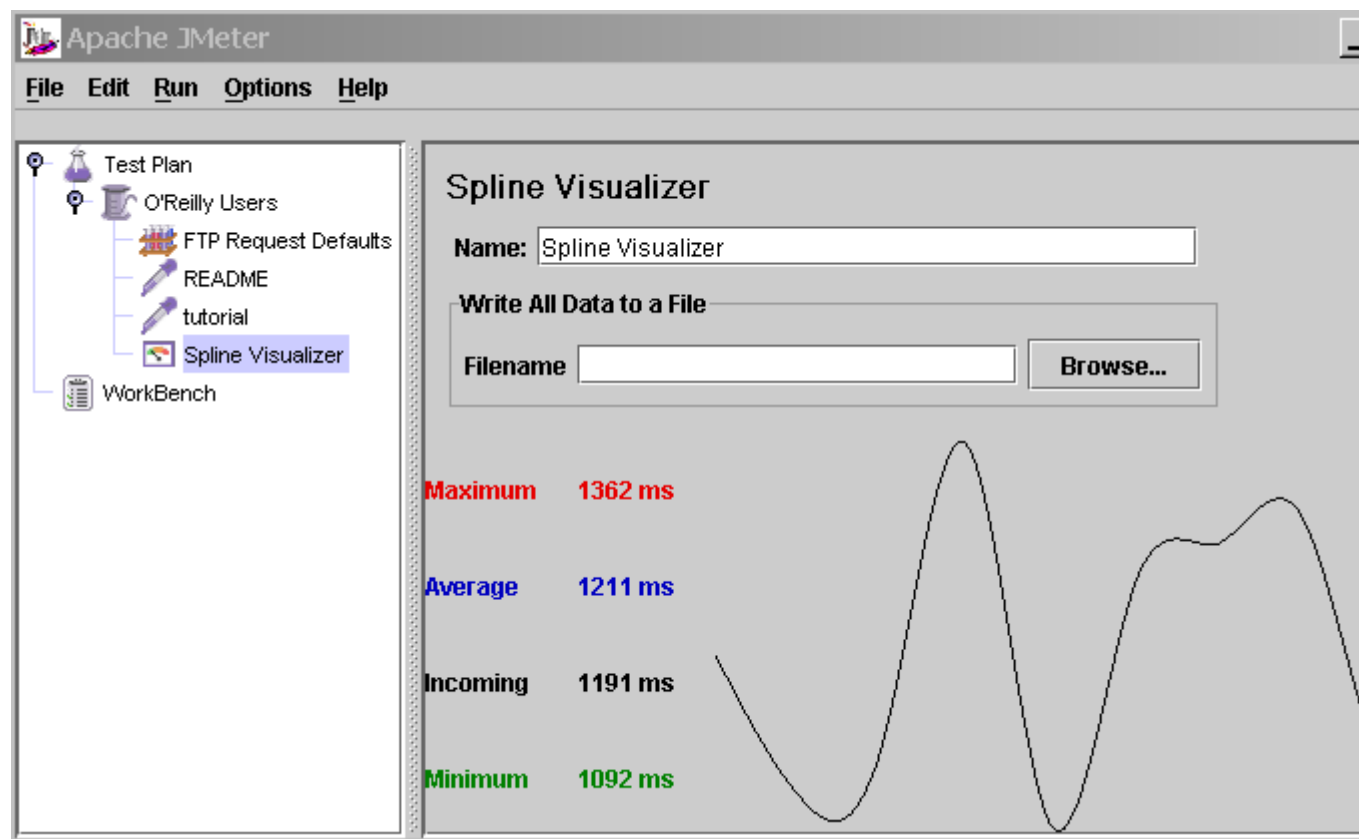 Apache JMeter
File Edit Run Options Help
Test Plan
O'Reilly Users
FTP Request Defaults
README
tutorial
Spline Visualizer
WorkBench
Spline Visualizer
Name: Spline Visualizer
Write All Data to a File
Filename Browse...
Maximum 1362 ms
Average 1211 ms
Incoming 1191 ms
Minimum 1092 ms